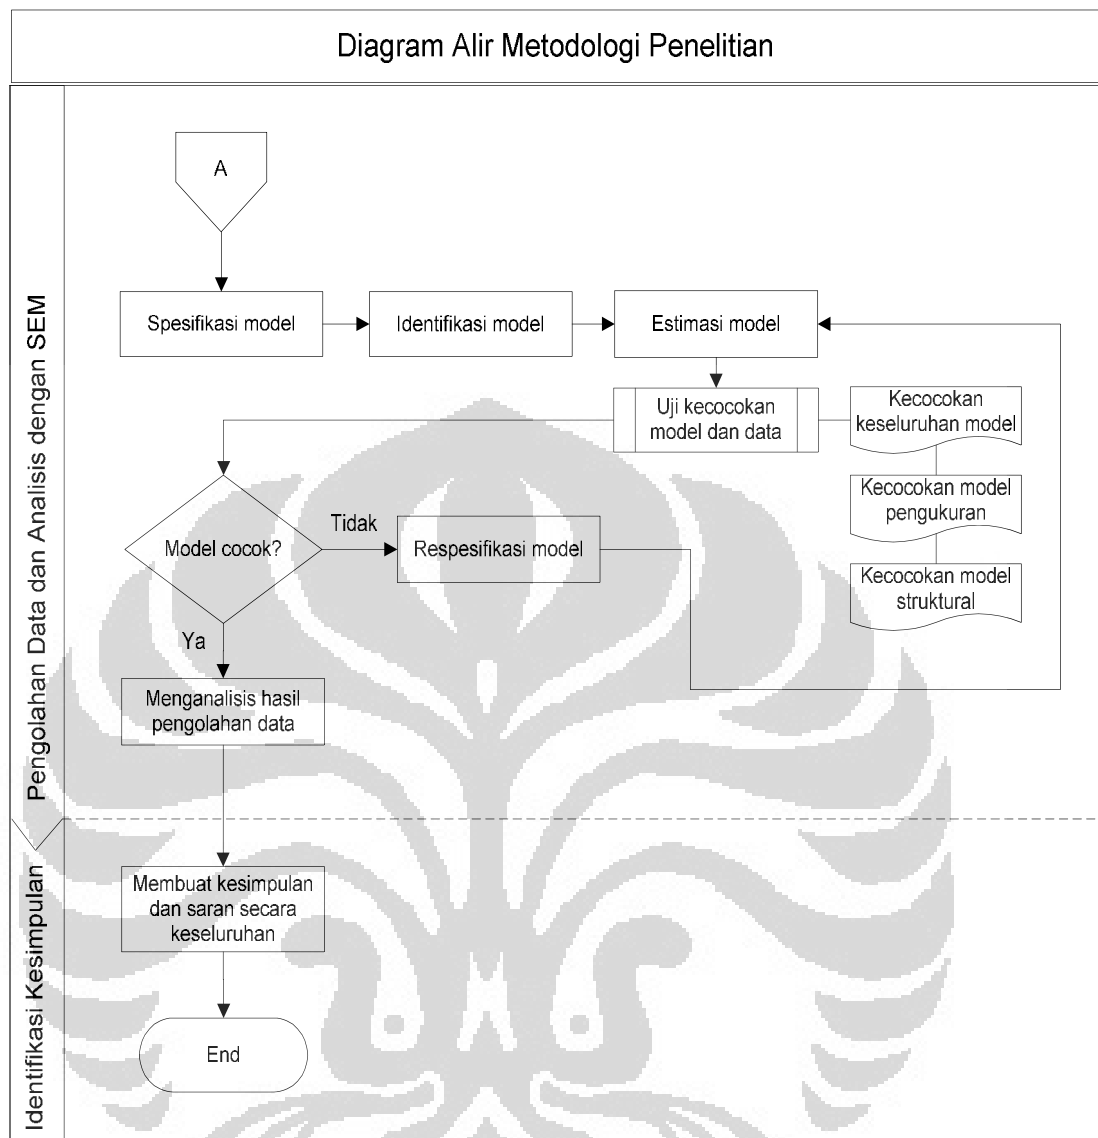 Diagram Alir Metodologi Penelitian
Pengolahan Data dan Analisis dengan SEM
A
Spesifikasi model
Identifikasi model
Estimasi model
Uji kecocokan
model dan data
Kecocokan
keseluruhan model
Kecocokan model
pengukuran
Kecocokan model
struktural
Model cocok?
Tidak
Respesifikasi model
Ya
Menganalisis hasil
pengolahan data
Identifikasi Kesimpulan
Membuat kesimpulan
dan saran secara
keseluruhan
End